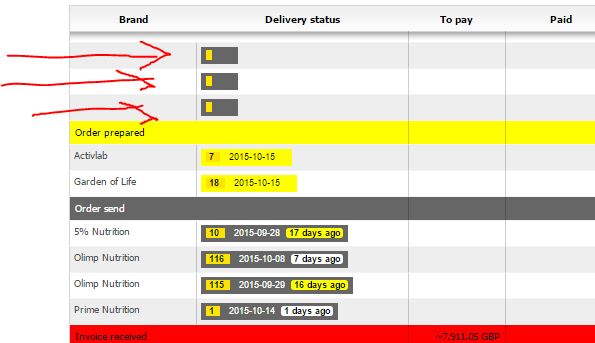 Brand Delivery status To pay Paid
Order prepared
Activlab 7 2015-10-15
Garden of Life 18 2015-10-15
Order send
5% Nutrition 10 2015-09-28 17 days ago
Olimp Nutrition 116 2015-10-08 7 days ago
Olimp Nutrition 115 2015-09-29 16 days ago
Prime Nutrition 1 2015-10-14 1 days ago
Invoice received ~7,911.05 GBP